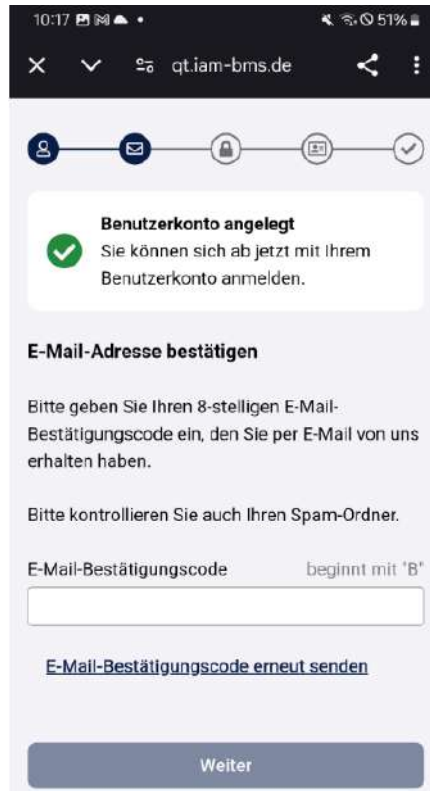 10:17
51%
qt.iam-bms.de
Benutzerkonto angelegt
Sie können sich ab jetzt mit Ihrem
Benutzerkonto anmelden.
E-Mail-Adresse bestätigen
Bitte geben Sie Ihren 8-stelligen E-Mail-
Bestätigungscode ein, den Sie per E-Mail von uns
erhalten haben.
Bitte kontrollieren Sie auch Ihren Spam-Ordner.
E-Mail-Bestätigungscode beginnt mit "B"
E-Mail-Bestätigungscode erneut senden
Weiter